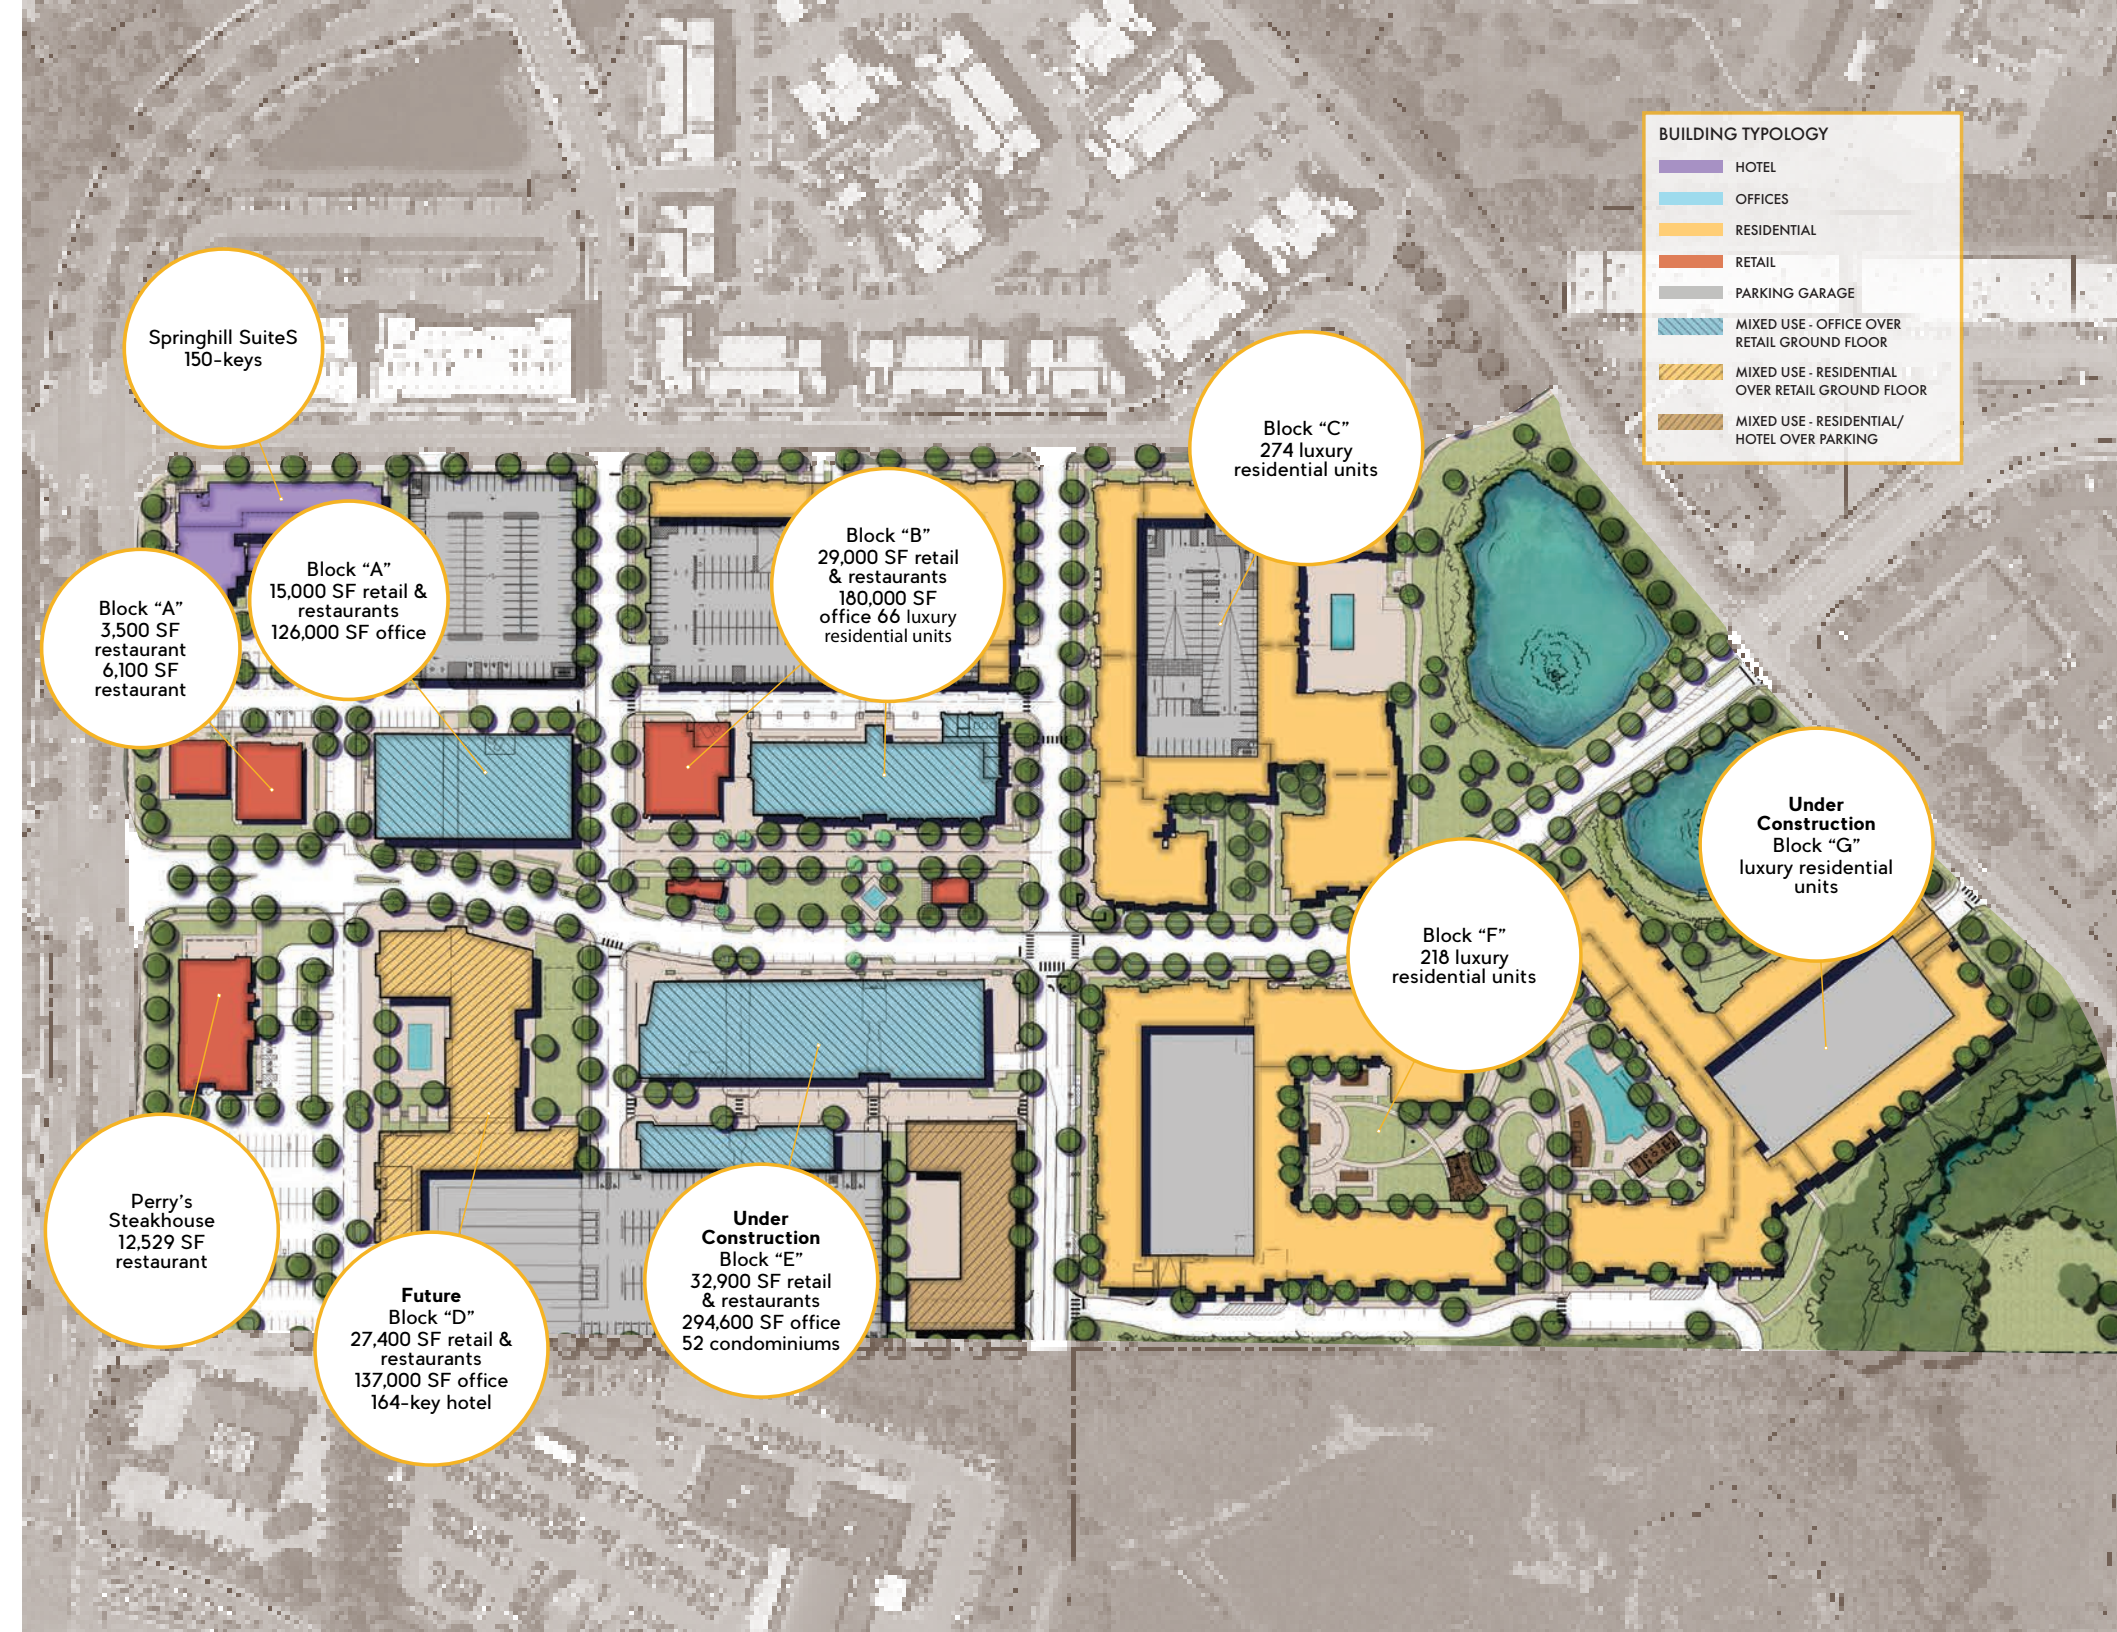 BUILDING TYPOLOGY
HOTEL
OFFICES
RESIDENTIAL
RETAIL
PARKING GARAGE
MIXED USE - OFFICE OVER
RETAIL GROUND FLOOR
MIXED USE - RESIDENTIAL
OVER RETAIL GROUND FLOOR
MIXED USE - RESIDENTIAL/
HOTEL OVER PARKING
Springhill SuiteS
150-keys
Block “C”
274 luxury
residential units
Block “B”
29,000 SF retail
& restaurants
180,000 SF
office 66 luxury
residential units
Block “A”
15,000 SF retail &
restaurants
126,000 SF office
Block “A”
3,500 SF
restaurant
6,100 SF
restaurant
Under
Construction
Block “G”
luxury residential
units
Block “F”
218 luxury
residential units
Perry’s
Steakhouse
12,529 SF
restaurant
Under
Construction
Block “E”
32,900 SF retail
& restaurants
294,600 SF office
52 condominiums
Future
Block “D”
27,400 SF retail &
restaurants
137,000 SF office
164-key hotel